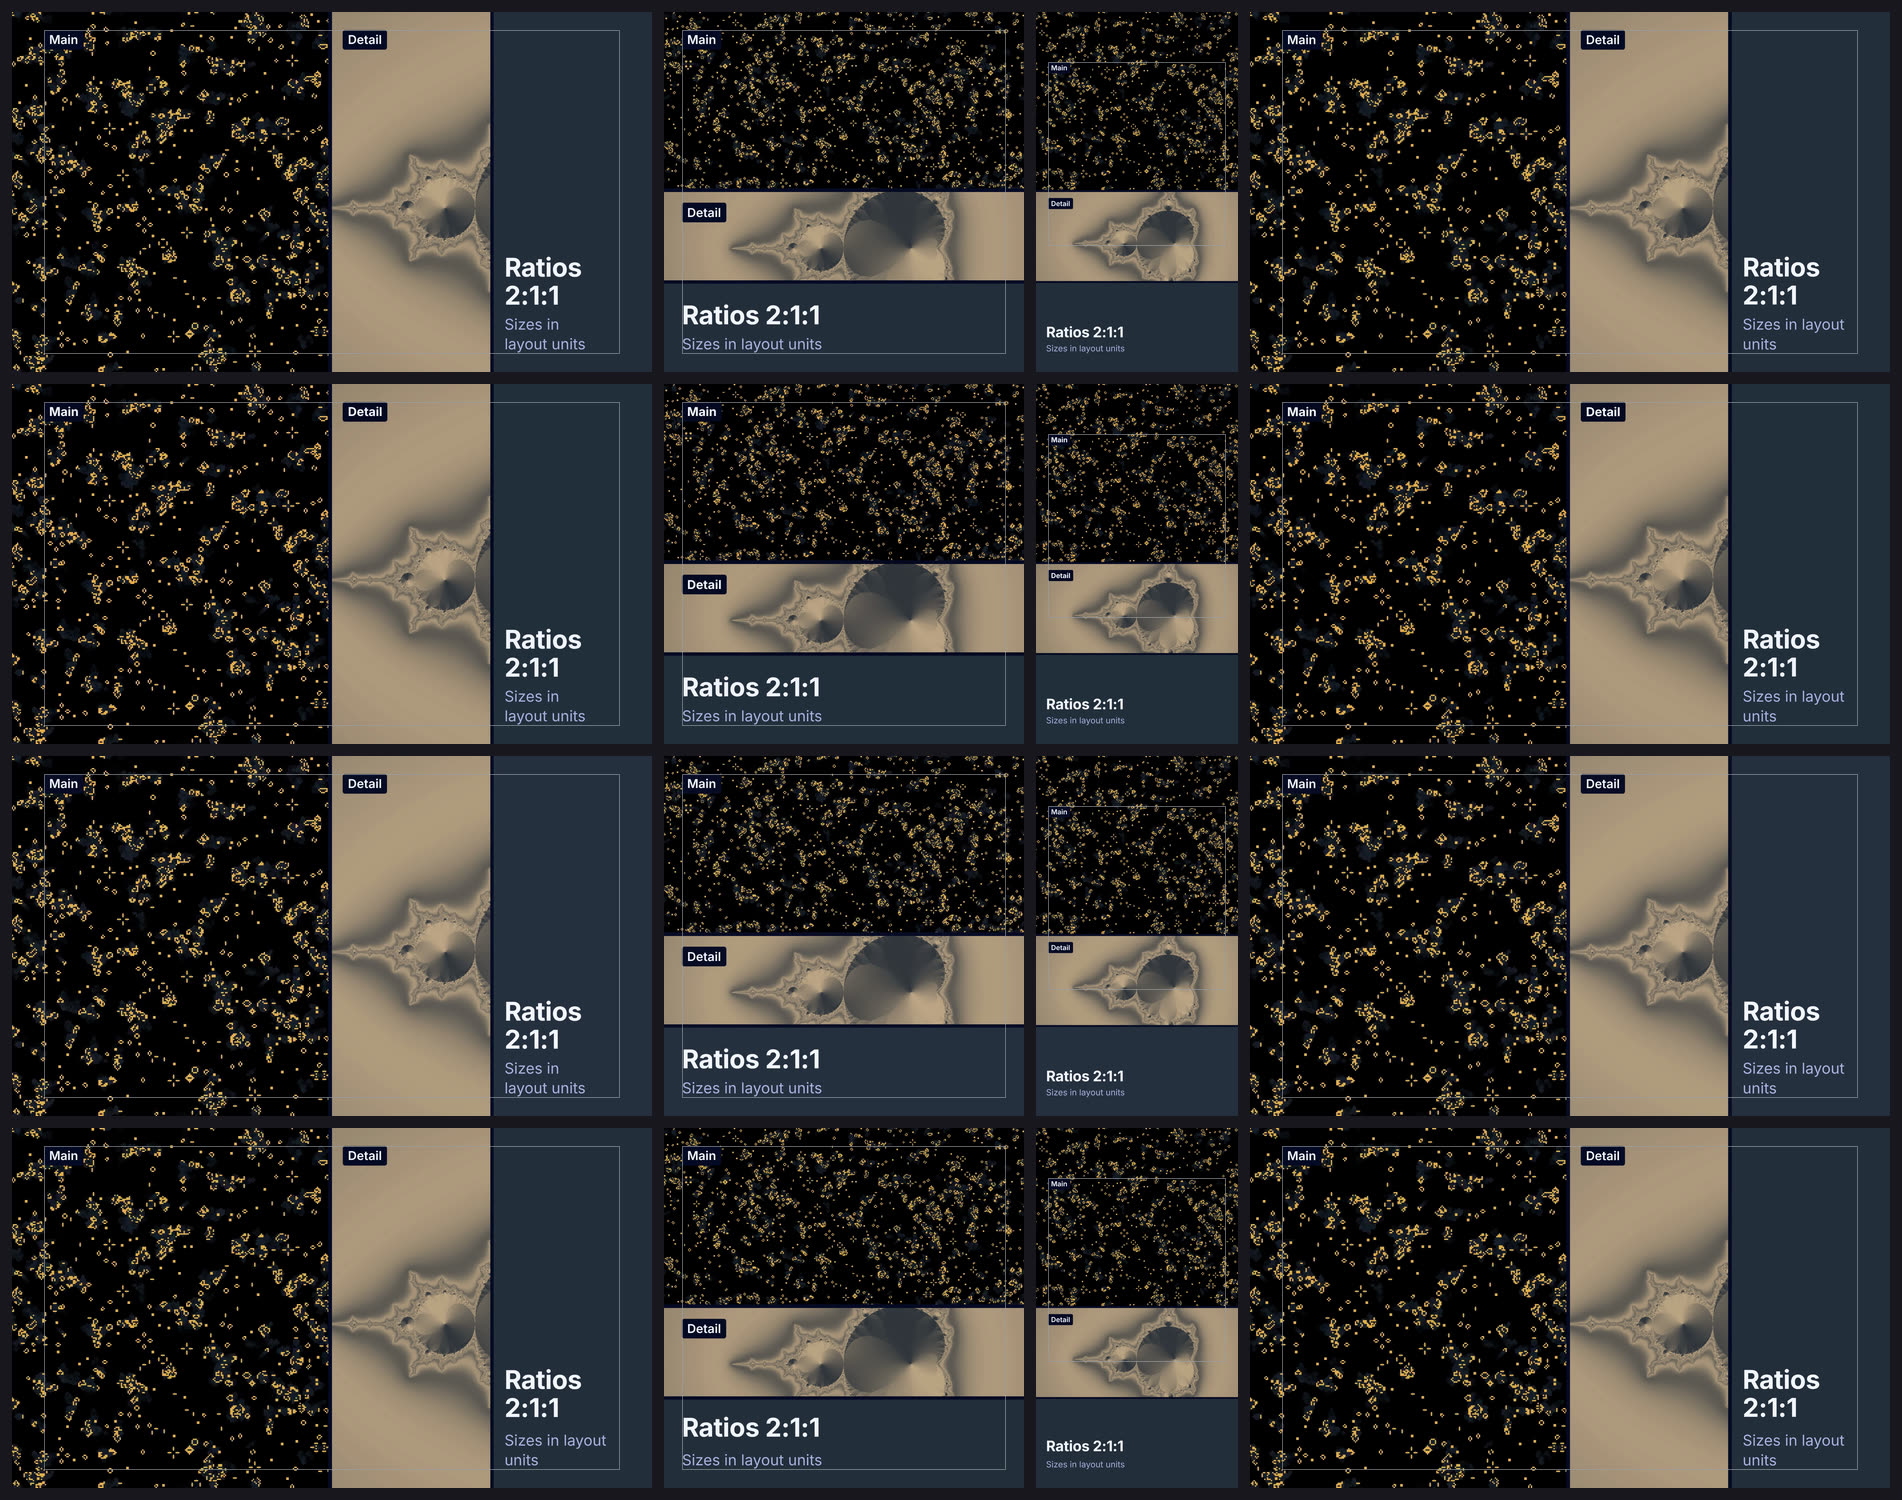 Main
Detail
Ratios
2:1:1
Sizes in
layout units
Main
Detail
Ratios 2:1:1
Sizes in layout units
Main
Detail
Ratios 2:1:1
Sizes in layout units
Main
Detail
Ratios
2:1:1
Sizes in layout
units
Main
Detail
Ratios
2:1:1
Sizes in
layout units
Main
Detail
Ratios 2:1:1
Sizes in layout units
Main
Detail
Ratios 2:1:1
Sizes in layout units
Main
Detail
Ratios
2:1:1
Sizes in layout
units
Main
Detail
Ratios
2:1:1
Sizes in
layout units
Main
Detail
Ratios 2:1:1
Sizes in layout units
Main
Detail
Ratios 2:1:1
Sizes in layout units
Main
Detail
Ratios
2:1:1
Sizes in layout
units
Main
Detail
Ratios
2:1:1
Sizes in layout
units
Main
Detail
Ratios 2:1:1
Sizes in layout units
Main
Detail
Ratios 2:1:1
Sizes in layout units
Main
Detail
Ratios
2:1:1
Sizes in layout
units